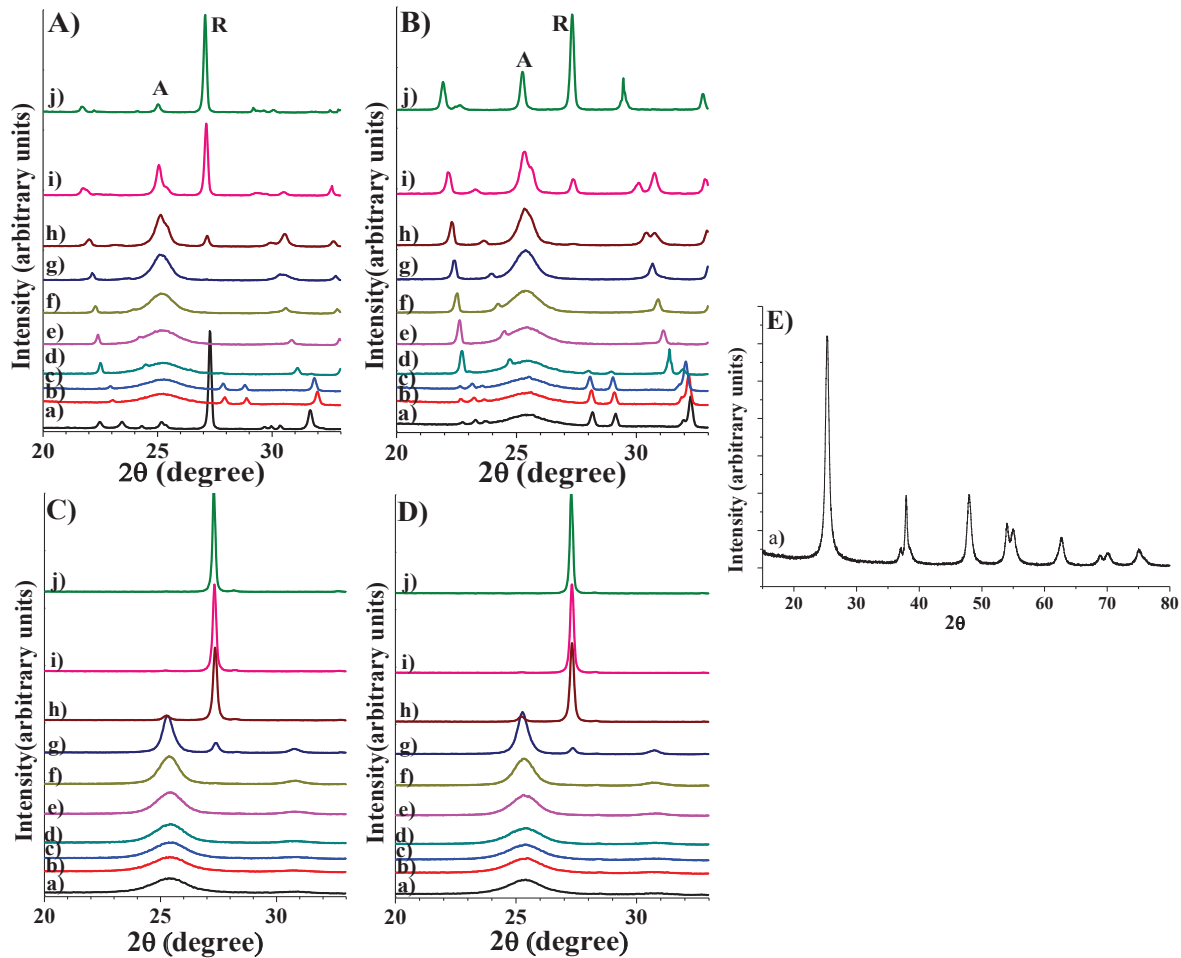 A)
R
A
j)
i)
h)
g)
f)
e)
d)
c)
b)
a)
20 25 30
2θ (degree)
Intensity (arbitrary units)
B)
R
A
j)
i)
h)
g)
f)
e)
d)
c)
b)
a)
20 25 30
2θ (degree)
Intensity(arbitrary units)
C)
j)
i)
h)
g)
f)
e)
d)
c)
b)
a)
20 25 30
2θ (degree)
Intensity(arbitrary units)
D)
j)
i)
h)
g)
f)
e)
d)
c)
b)
a)
20 25 30
2θ (degree)
Intensity (arbitrary units)
E)
a)
20 30 40 50 60 70 80
2θ
Intensity (arbitrary units)